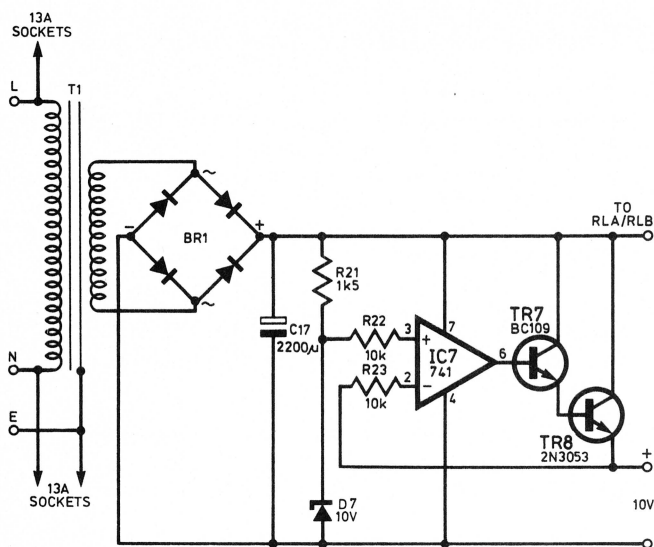 13A
SOCKETS
L
T1
~
-
BR1
+
TO
RLA/RLB
R21
1k5
C17
2200μ
R22
10k
3
+
7
IC7
741
6
TR7
BC109
R23
10k
2
-
4
N
E
TR8
2N3053
+
~
13A
SOCKETS
D7
10V
10V